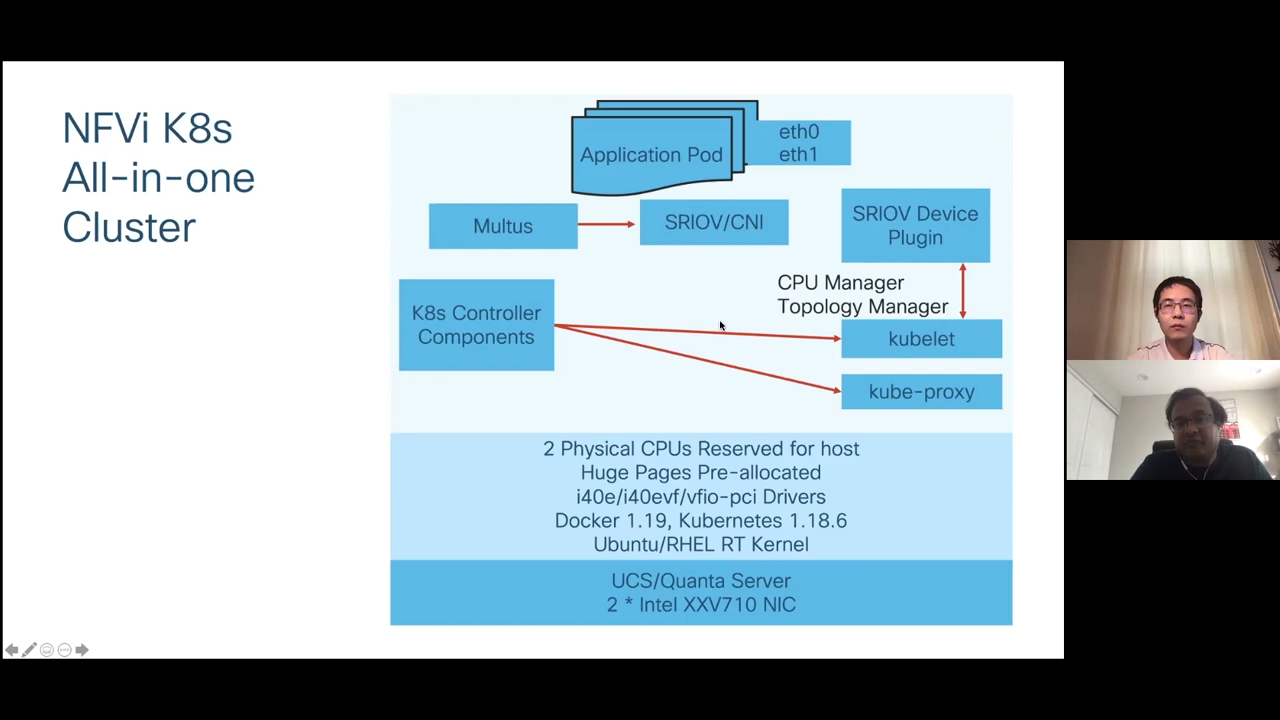 NFVi K8s
All-in-one
Cluster
Application Pod
eth0
eth1
Multus
SRIOV/CNI
SRIOV Device
Plugin
CPU Manager
Topology Manager
K8s Controller
Components
kubelet
kube-proxy
2 Physical CPUs Reserved for host
Huge Pages Pre-allocated
i40e/i40evf/vfio-pci Drivers
Docker 1.19, Kubernetes 1.18.6
Ubuntu/RHEL RT Kernel
UCS/Quanta Server
2 * Intel XXV710 NIC